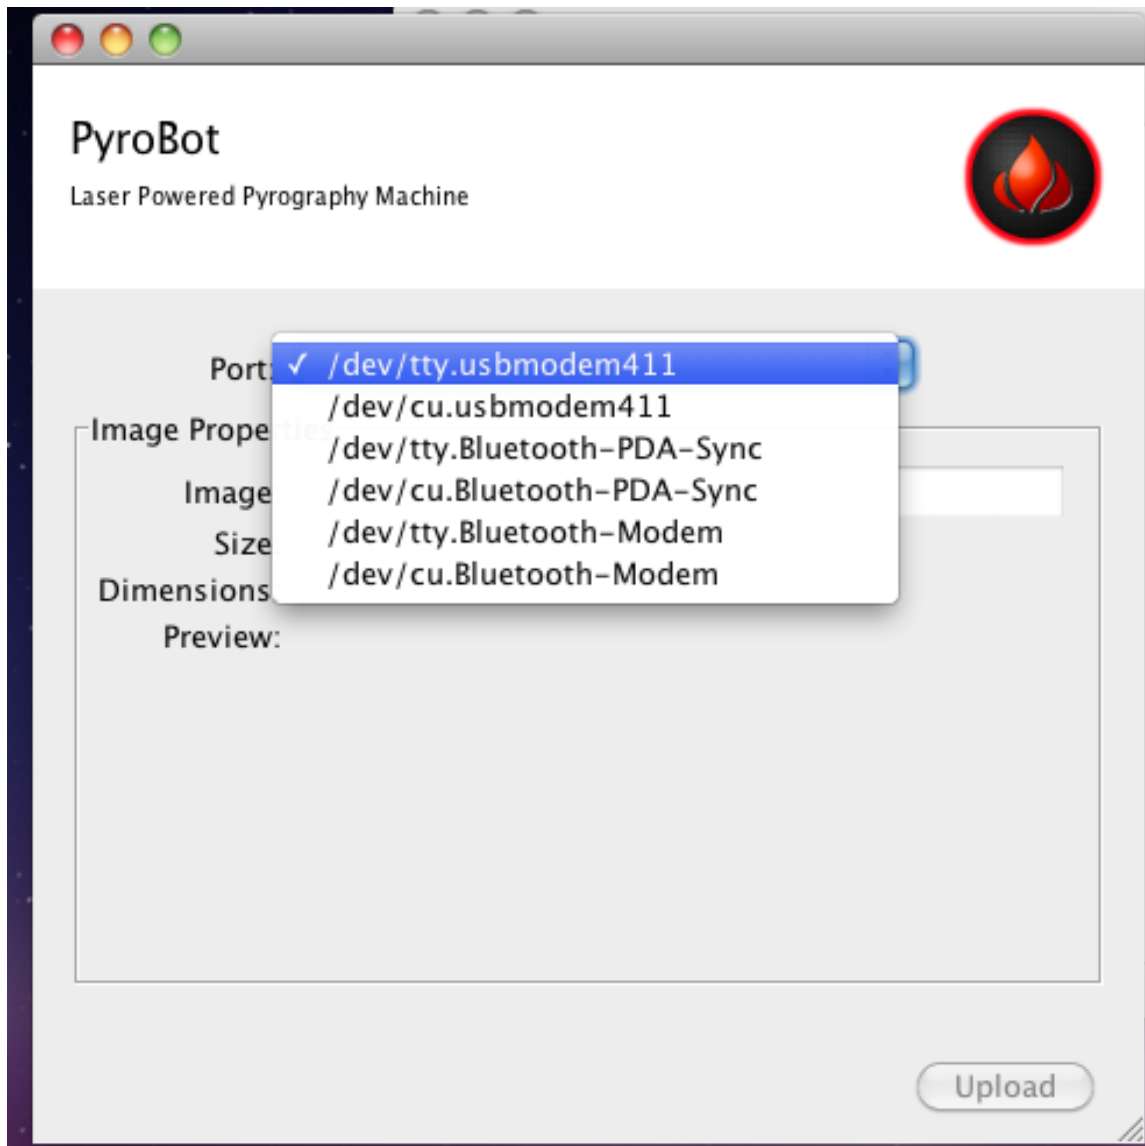 PyroBot
Laser Powered Pyrography Machine
Port:
✓ /dev/tty.usbmodem411
/dev/cu.usbmodem411
/dev/tty.Bluetooth-PDA-Sync
/dev/cu.Bluetooth-PDA-Sync
/dev/tty.Bluetooth-Modem
/dev/cu.Bluetooth-Modem
Image Properties
Image
Size
Dimensions
Preview:
Upload